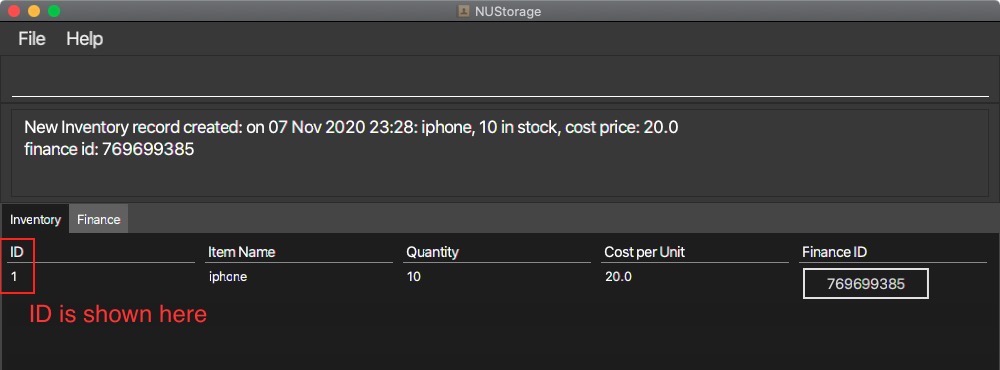 NUStorage
File Help
New Inventory record created: on 07 Nov 2020 23:28: iphone, 10 in stock, cost price: 20.0
finance id: 769699385
Inventory Finance
ID Item Name Quantity Cost per Unit Finance ID
1 iphone 10 20.0 769699385
ID is shown here